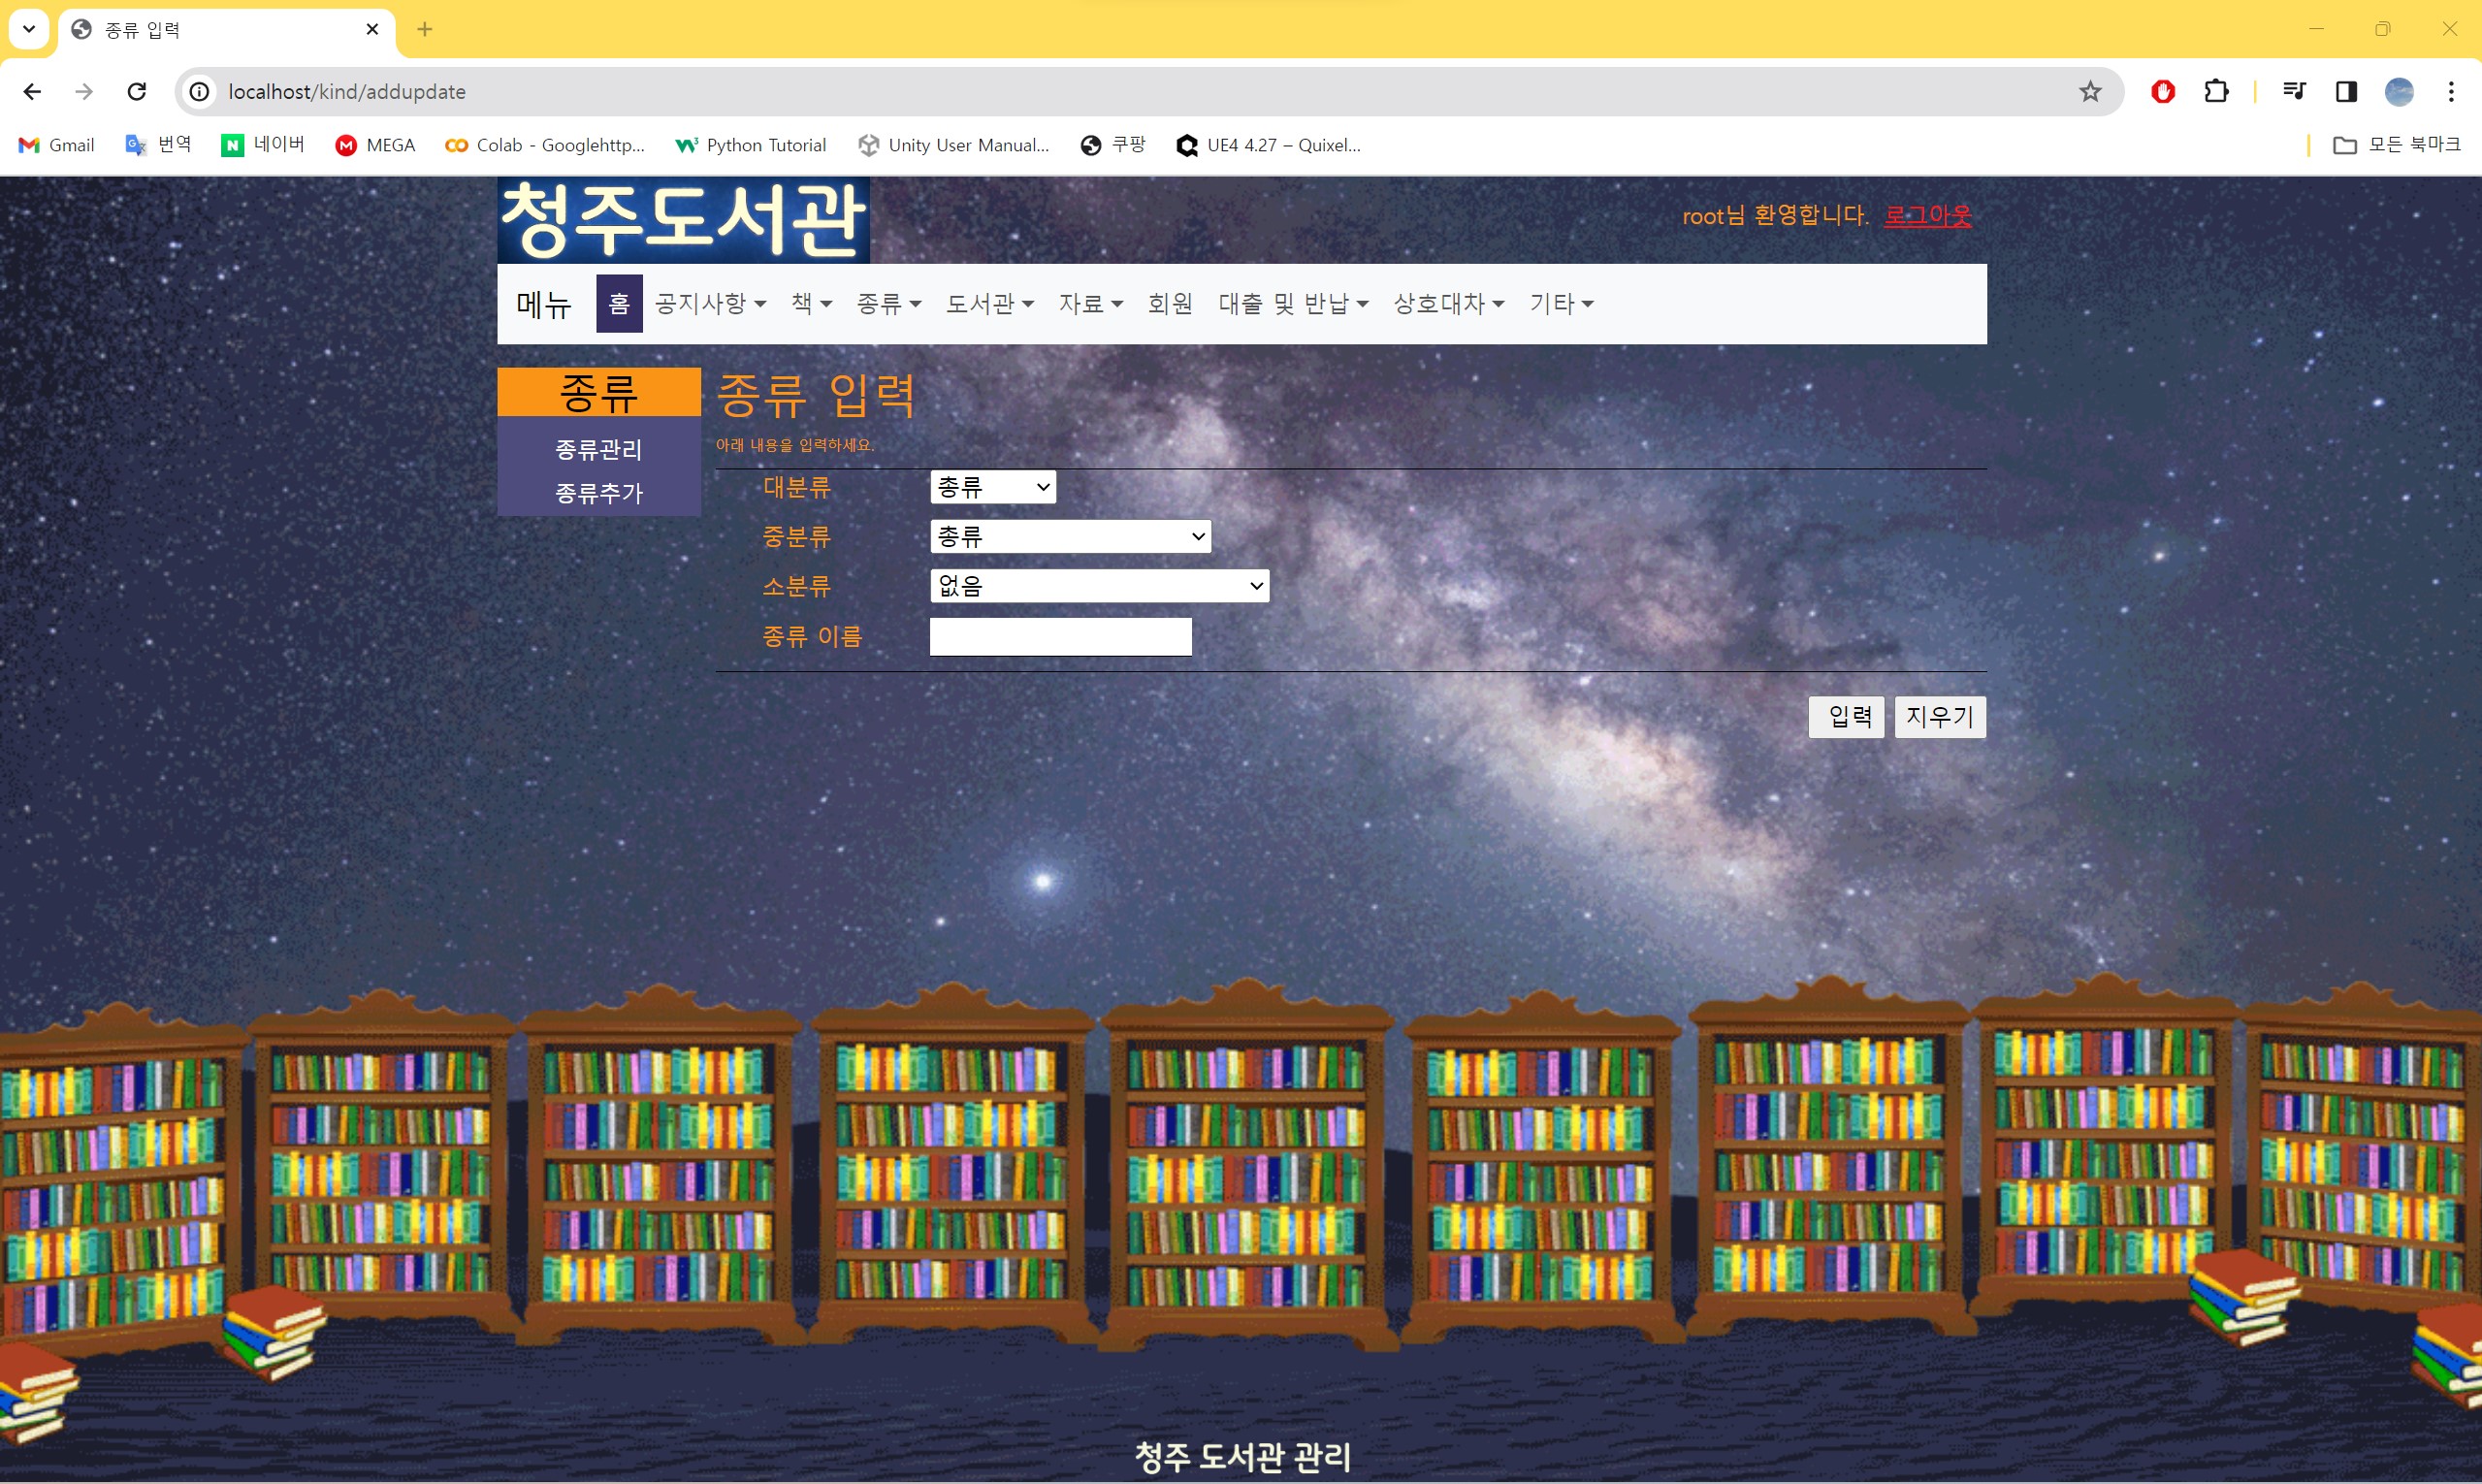 종류 입력
localhost/kind/addupdate
Gmail 번역 네이버 MEGA Colab - Googlehttp... Python Tutorial Unity User Manual... 쿠팡 UE4 4.27 – Quixel... 모든 북마크
청주도서관
root님 환영합니다. 로그아웃
메뉴 홈 공지사항 책 종류 도서관 자료 회원 대출 및 반납 상호대차 기타
종류
종류관리
종류추가
종류 입력
아래 내용을 입력하세요.
대분류 총류
중분류 총류
소분류 없음
종류 이름
입력 지우기
청주 도서관 관리